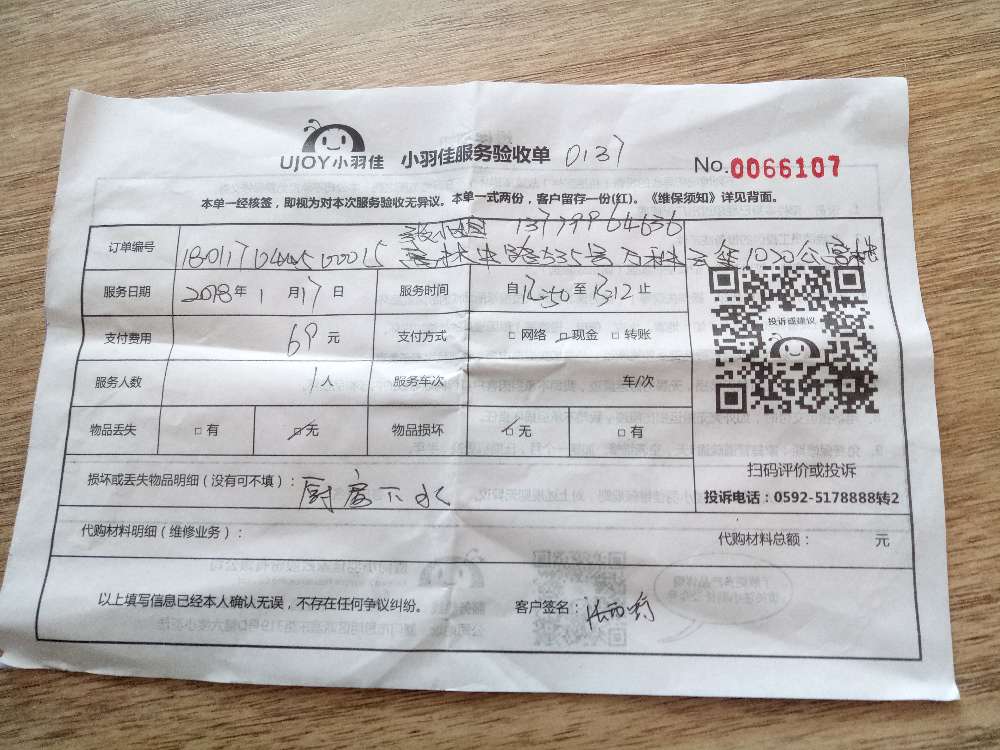 UJOY小羽佳 小羽佳服务验收单 0137 No.0066107
本单一经核签，即视为对本次服务验收无异议。本单一式两份，客户留存一份(红)。《维保须知》详见背面。
小姐 13799964636
订单编号 路535号万科云玺1020公寓楼
服务日期 2018年1月17日 服务时间 自12:50至13:12止
支付费用 69元 支付方式 □网络 □现金 □转账
服务人数 1人 服务车次 车/次
投诉或建议
物品丢失 □有 □无 物品损坏 □无 □有
扫码评价或投诉
损坏或丢失物品明细（没有可不填）：厨房下水
投诉电话：0592-5178888转2
代购材料明细（维修业务）： 代购材料总额： 元
以上填写信息已经本人确认无误，不存在任何争议纠纷。 客户签名：